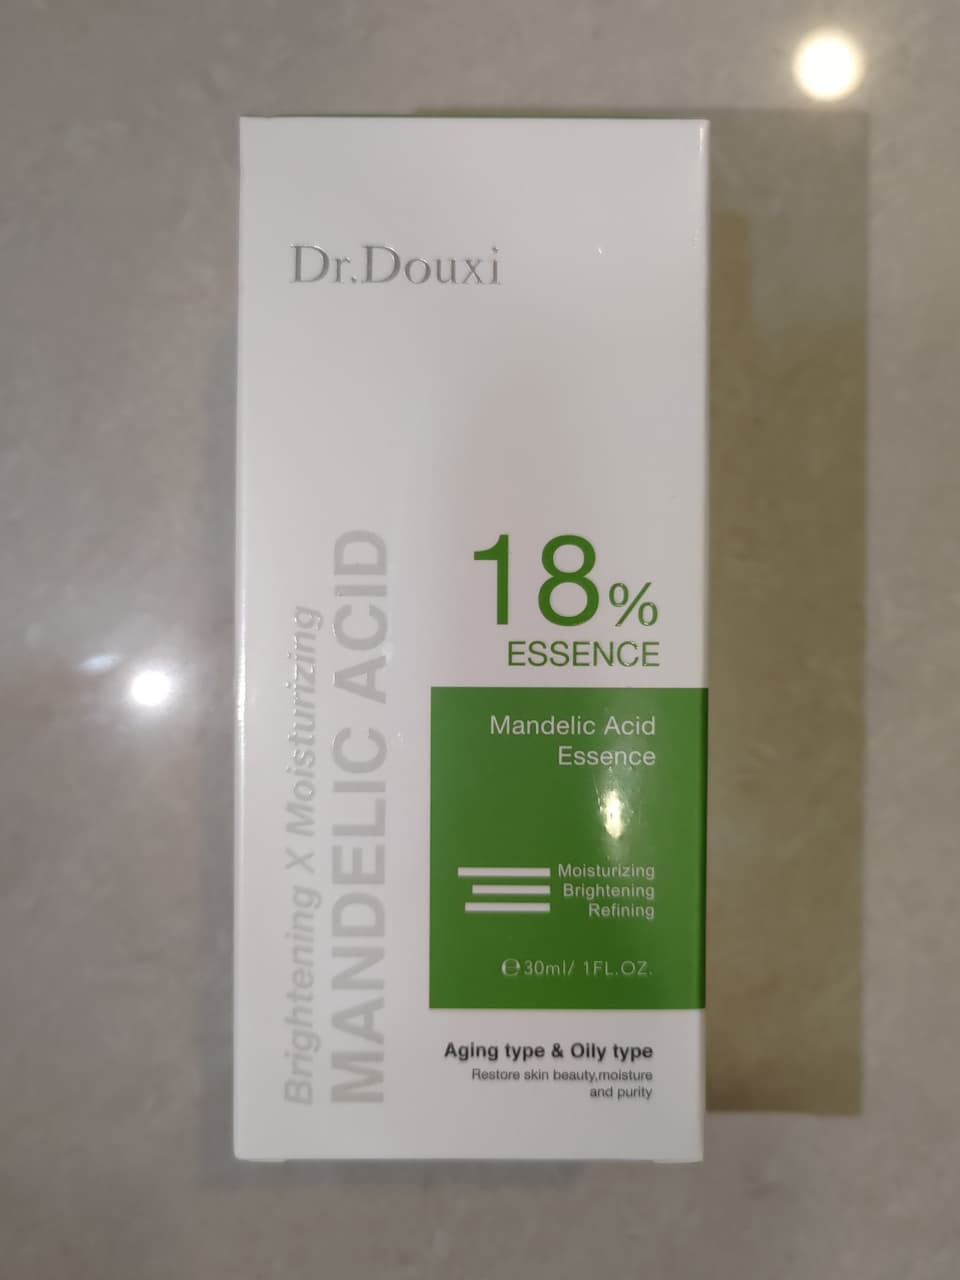 Dr.Douxi
Brightening X Moisturizing
MANDELIC ACID
18%
ESSENCE
Mandelic Acid
Essence
Moisturizing
Brightening
Refining
℮30ml/ 1FL.OZ.
Aging type & Oily type
Restore skin beauty,moisture
and purity